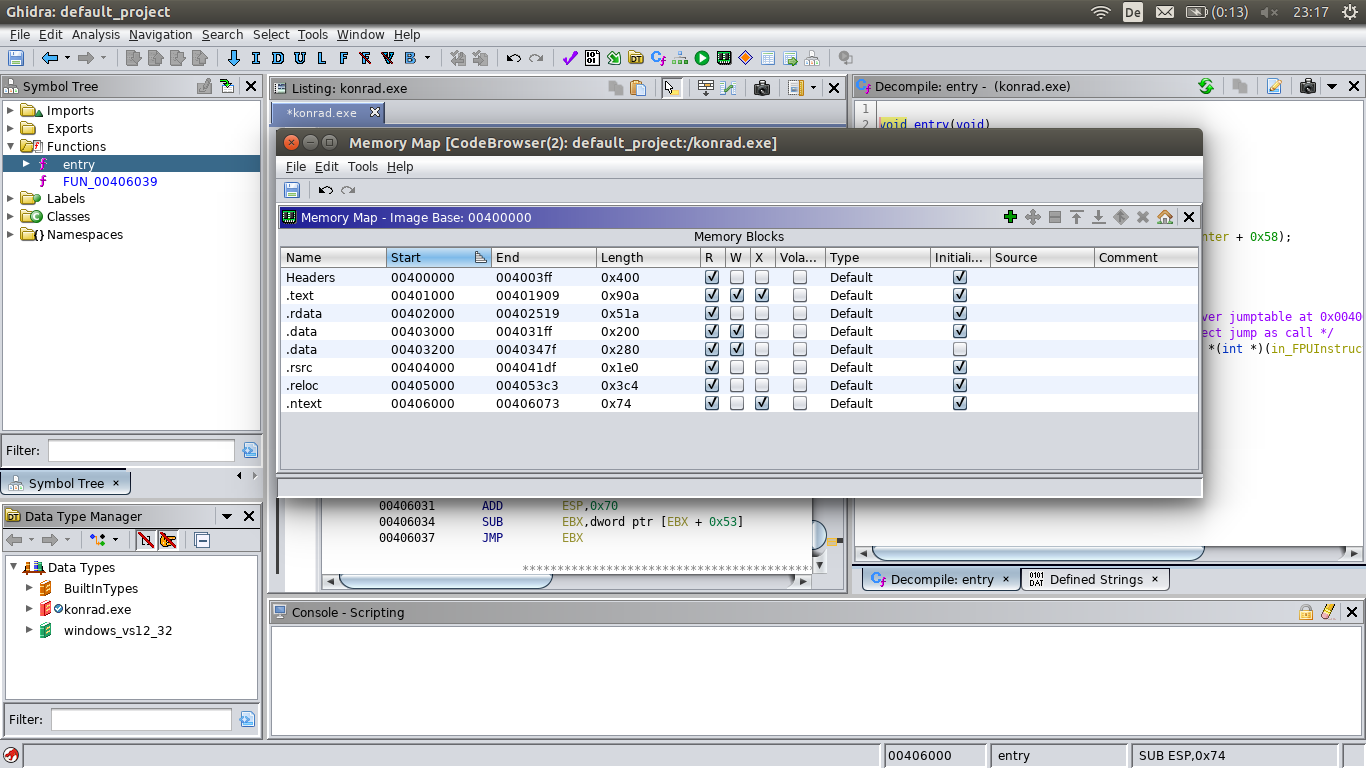 Ghidra: default_project
De (0:13) 23:17
File Edit Analysis Navigation Search Select Tools Window Help
I D U L F R V B
Symbol Tree
Imports
Exports
Functions
entry
FUN_00406039
Labels
Classes
Namespaces
Filter:
Symbol Tree ×
Data Type Manager
Data Types
BuiltInTypes
konrad.exe
windows_vs12_32
Filter:
Listing: konrad.exe
*konrad.exe
Decompile: entry - (konrad.exe)
1
2 void entry(void)
nter + 0x58);
ver jumptable at 0x0040
ect jump as call */
*(int *)(in_FPUInstruc
Memory Map [CodeBrowser(2): default_project:/konrad.exe]
File Edit Tools Help
Memory Map - Image Base: 00400000
Memory Blocks
Name Start End Length R W X Vola... Type Initiali... Source Comment
Headers 00400000 004003ff 0x400 Default
.text 00401000 00401909 0x90a Default
.rdata 00402000 00402519 0x51a Default
.data 00403000 004031ff 0x200 Default
.data 00403200 0040347f 0x280 Default
.rsrc 00404000 004041df 0x1e0 Default
.reloc 00405000 004053c3 0x3c4 Default
.ntext 00406000 00406073 0x74 Default
00406031 ADD ESP,0x70
00406034 SUB EBX,dword ptr [EBX + 0x53]
00406037 JMP EBX
Decompile: entry × Defined Strings ×
Console - Scripting
00406000 entry SUB ESP,0x74